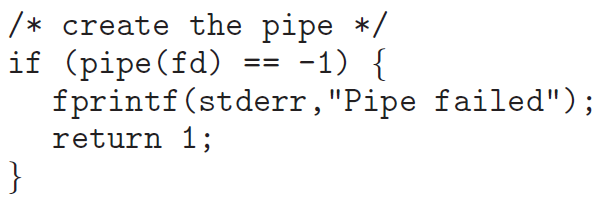 /* create the pipe */
if (pipe(fd) == -1) {
fprintf(stderr,"Pipe failed");
return 1;
}